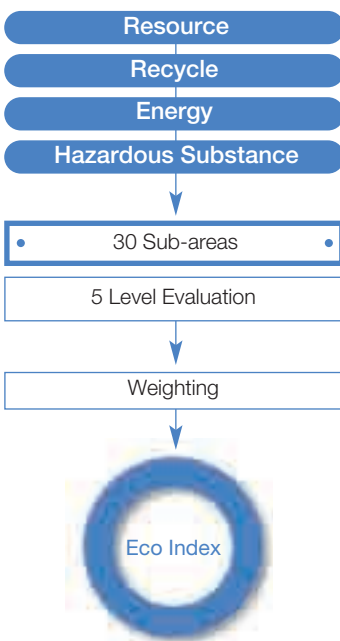 Resource
Recycle
Energy
Hazardous Substance
30 Sub-areas
5 Level Evaluation
Weighting
Eco Index